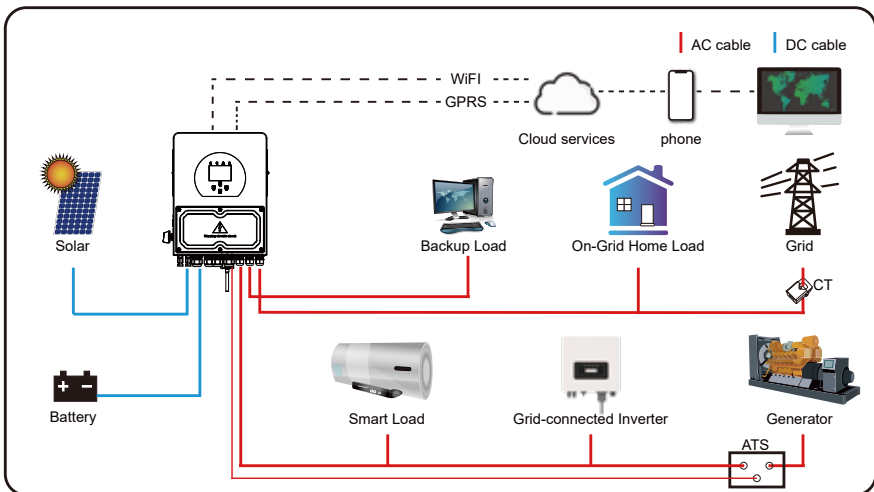 AC cable
DC cable
WiFI
GPRS
Cloud services
phone
Solar
Backup Load
On-Grid Home Load
Grid
CT
Battery
Smart Load
Grid-connected Inverter
Generator
ATS